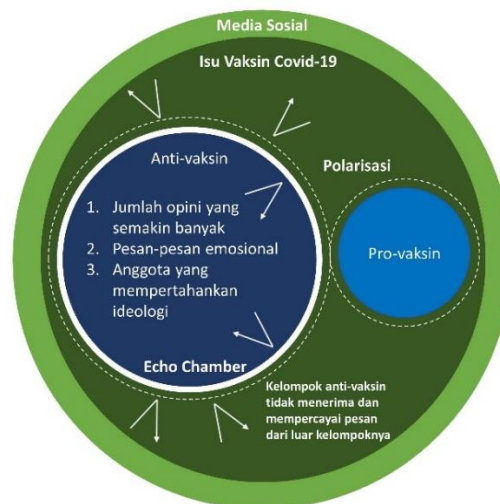 Media Sosial
Isu Vaksin Covid-19
Anti-vaksin
Polarisasi
1. Jumlah opini yang
semakin banyak
2. Pesan-pesan emosional
3. Anggota yang
mempertahankan
ideologi
Pro-vaksin
Echo Chamber
Kelompok anti-vaksin
tidak menerima dan
mempercayai pesan
dari luar kelompoknya